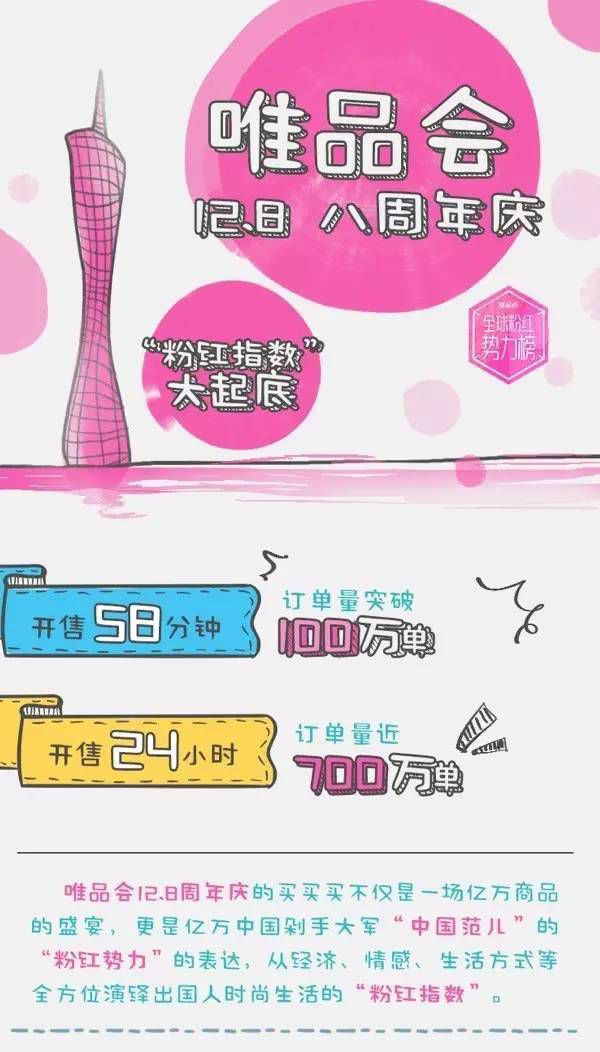 唯品会
12.8 八周年庆
唯品会
全球粉红
势力榜
“粉红指数”
大起底
开售58分钟
订单量突破
100万单
开售24小时
订单量近
700万单
唯品会12.8周年庆的买买买不仅是一场亿万商品
的盛宴，更是亿万中国剁手大军“中国范儿”的
“粉红势力”的表达，从经济、情感、生活方式等
全方位演绎出国人时尚生活的“粉红指数”。